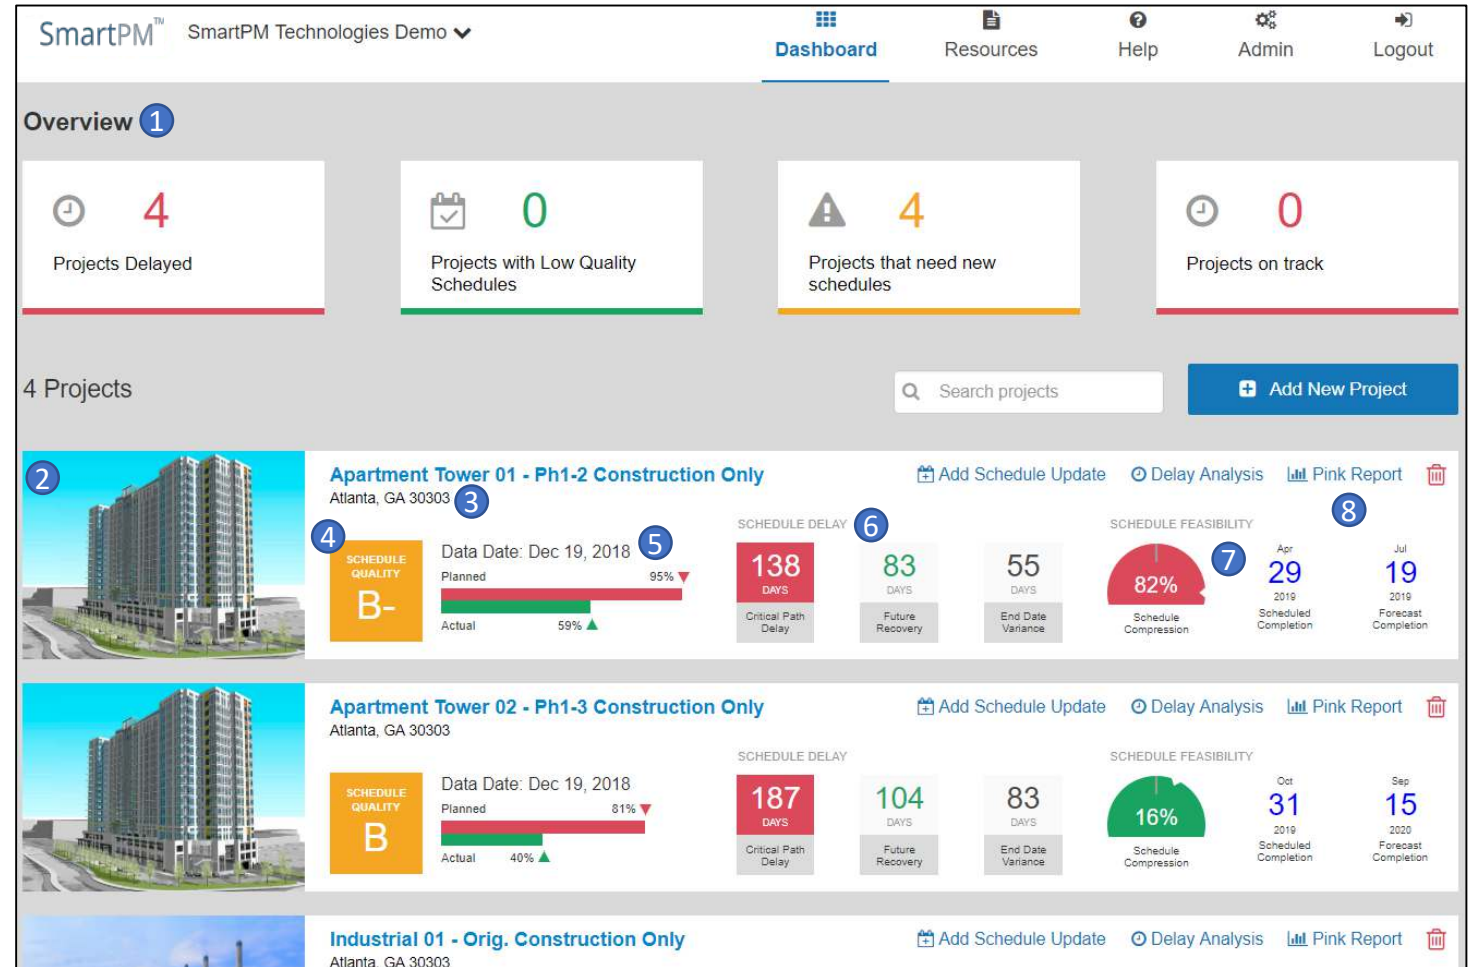 SmartPM™ SmartPM Technologies Demo
Dashboard Resources Help Admin Logout
Overview 1
4
Projects Delayed
0
Projects with Low Quality
Schedules
4
Projects that need new
schedules
0
Projects on track
4 Projects
Search projects
Add New Project
2
Apartment Tower 01 - Ph1-2 Construction Only
Add Schedule Update Delay Analysis Pink Report
Atlanta, GA 30303 3
8
4
SCHEDULE
QUALITY
B-
Data Date: Dec 19, 2018 5
Planned 95%
Actual 59%
SCHEDULE DELAY 6
138
DAYS
Critical Path
Delay
83
DAYS
Future
Recovery
55
DAYS
End Date
Variance
SCHEDULE FEASIBILITY
7
82%
Schedule
Compression
Apr
29
2019
Scheduled
Completion
Jul
19
2019
Forecast
Completion
Apartment Tower 02 - Ph1-3 Construction Only
Add Schedule Update Delay Analysis Pink Report
Atlanta, GA 30303
SCHEDULE
QUALITY
B
Data Date: Dec 19, 2018
Planned 81%
Actual 40%
SCHEDULE DELAY
187
DAYS
Critical Path
Delay
104
DAYS
Future
Recovery
83
DAYS
End Date
Variance
SCHEDULE FEASIBILITY
16%
Schedule
Compression
Oct
31
2019
Scheduled
Completion
Sep
15
2020
Forecast
Completion
Industrial 01 - Orig. Construction Only
Add Schedule Update Delay Analysis Pink Report
Atlanta, GA 30303